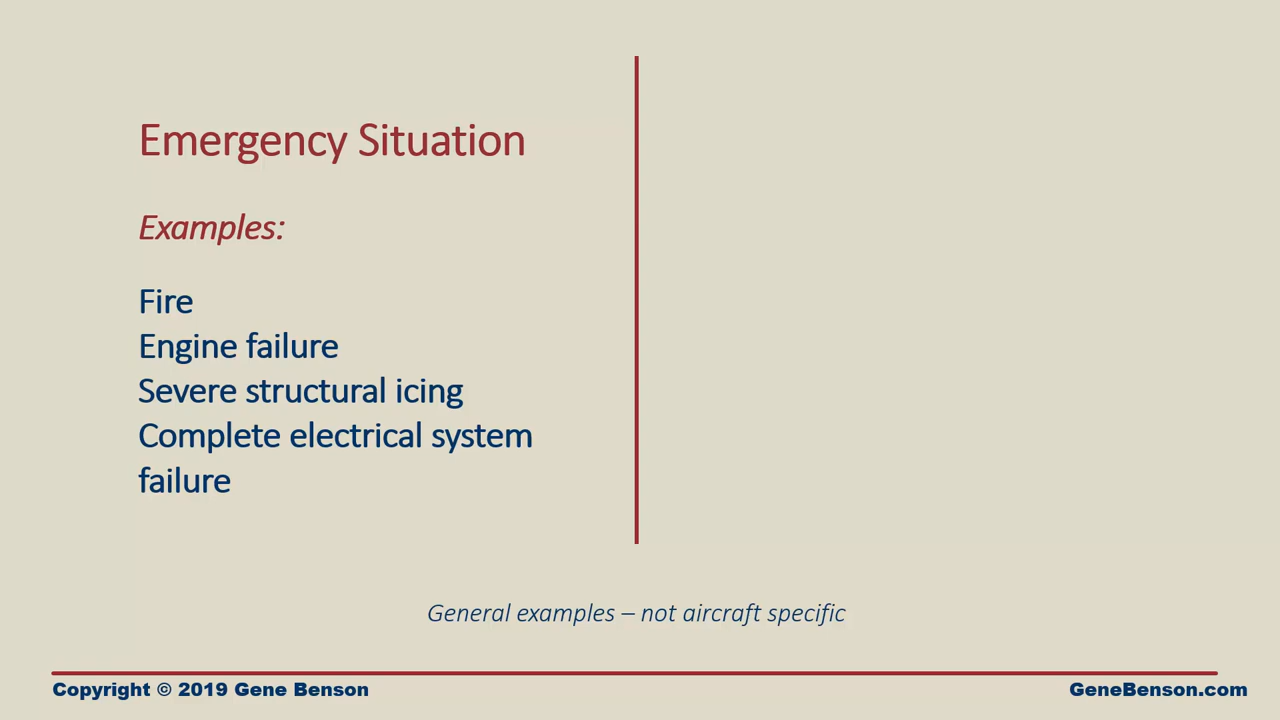 Emergency Situation
Examples:
Fire
Engine failure
Severe structural icing
Complete electrical system
failure
General examples – not aircraft specific
Copyright © 2019 Gene Benson
GeneBenson.com